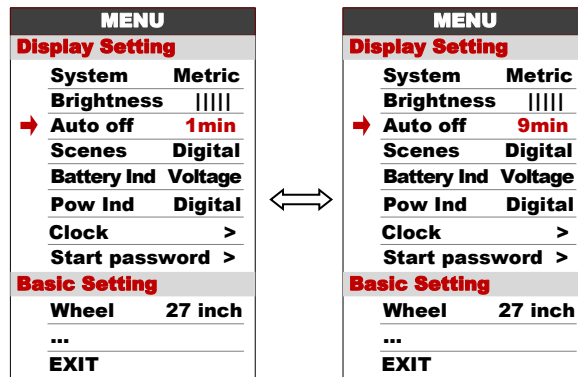 MENU
Display Setting
System Metric
Brightness |||||
Auto off 1min
Scenes Digital
Battery Ind Voltage
Pow Ind Digital
Clock >
Start password >
Basic Setting
Wheel 27 inch
...
EXIT
MENU
Display Setting
System Metric
Brightness |||||
Auto off 9min
Scenes Digital
Battery Ind Voltage
Pow Ind Digital
Clock >
Start password >
Basic Setting
Wheel 27 inch
...
EXIT